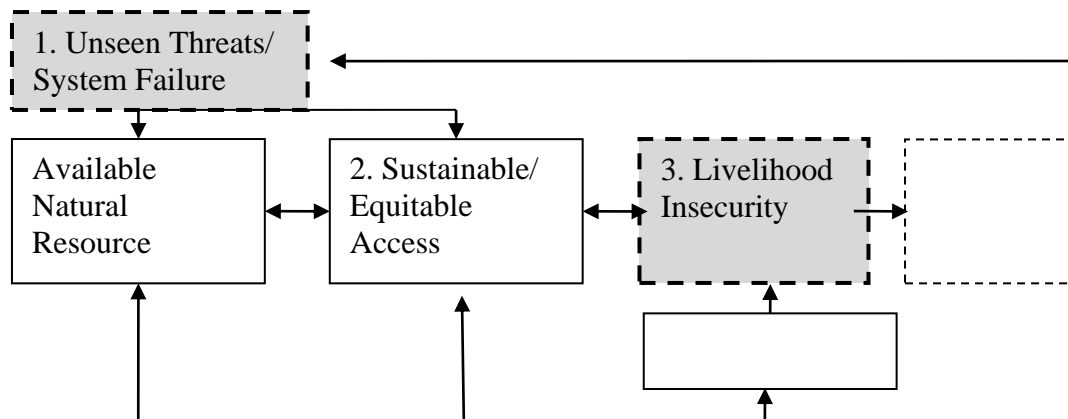 1. Unseen Threats/
System Failure
Available
Natural
Resource
2. Sustainable/
Equitable
Access
3. Livelihood
Insecurity